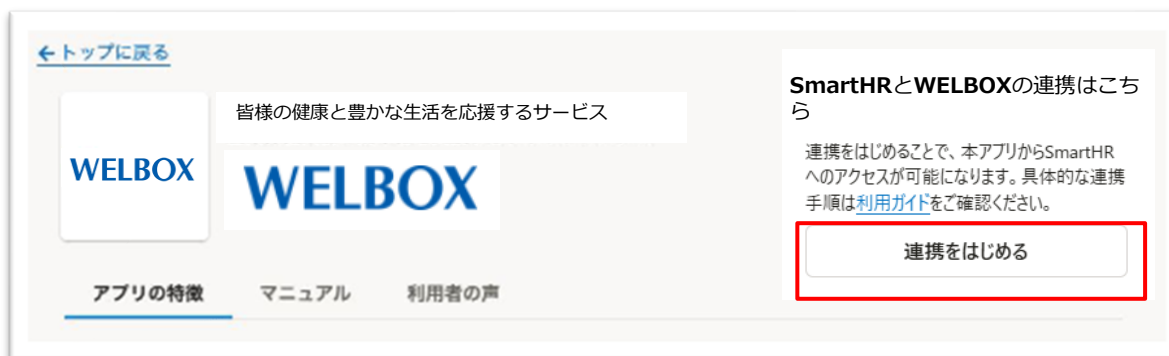 ←トップに戻る
WELBOX
皆様の健康と豊かな生活を応援するサービス
WELBOX
アプリの特徴
マニュアル
利用者の声
SmartHRとWELBOXの連携はこち
ら
連携をはじめることで、本アプリからSmartHR
へのアクセスが可能になります。具体的な連携
手順は利用ガイドをご確認ください。
連携をはじめる